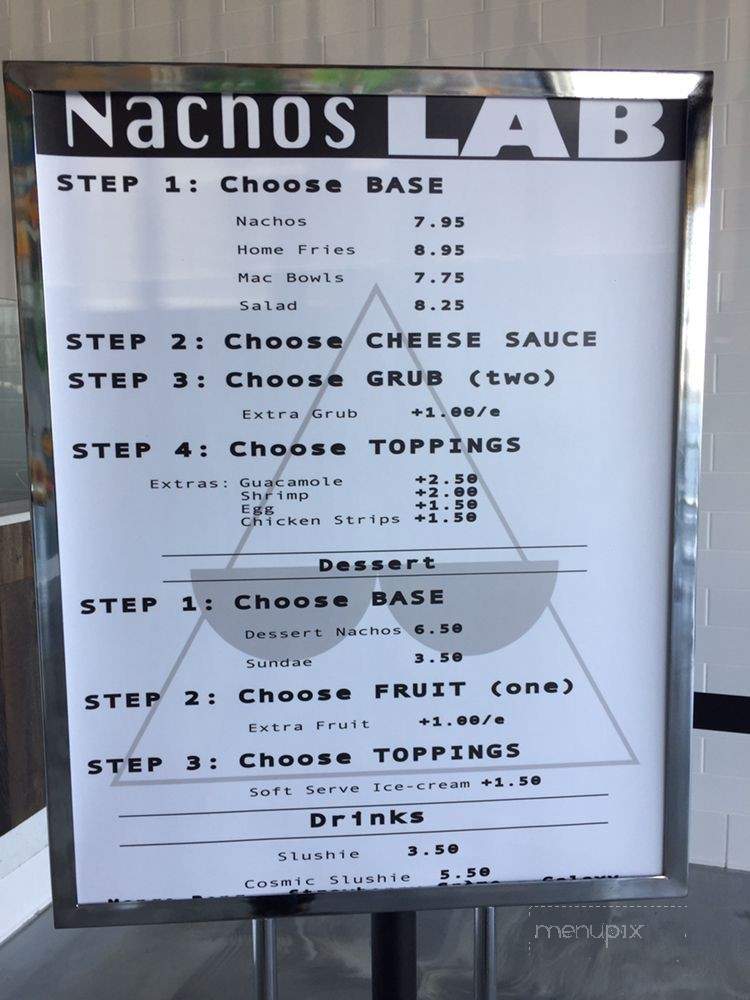 Nachos LAB
STEP 1: Choose BASE
Nachos 7.95
Home Fries 8.95
Mac Bowls 7.75
Salad 8.25
STEP 2: Choose CHEESE SAUCE
STEP 3: Choose GRUB (two)
Extra Grub +1.00/e
STEP 4: Choose TOPPINGS
Extras: Guacamole +2.50
Shrimp +2.00
Egg +1.50
Chicken Strips +1.50
Dessert
STEP 1: Choose BASE
Dessert Nachos 6.50
Sundae 3.50
STEP 2: Choose FRUIT (one)
Extra Fruit +1.00/e
STEP 3: Choose TOPPINGS
Soft Serve Ice-cream +1.50
Drinks
Slushie 3.50
Cosmic Slushie 5.50
menupix